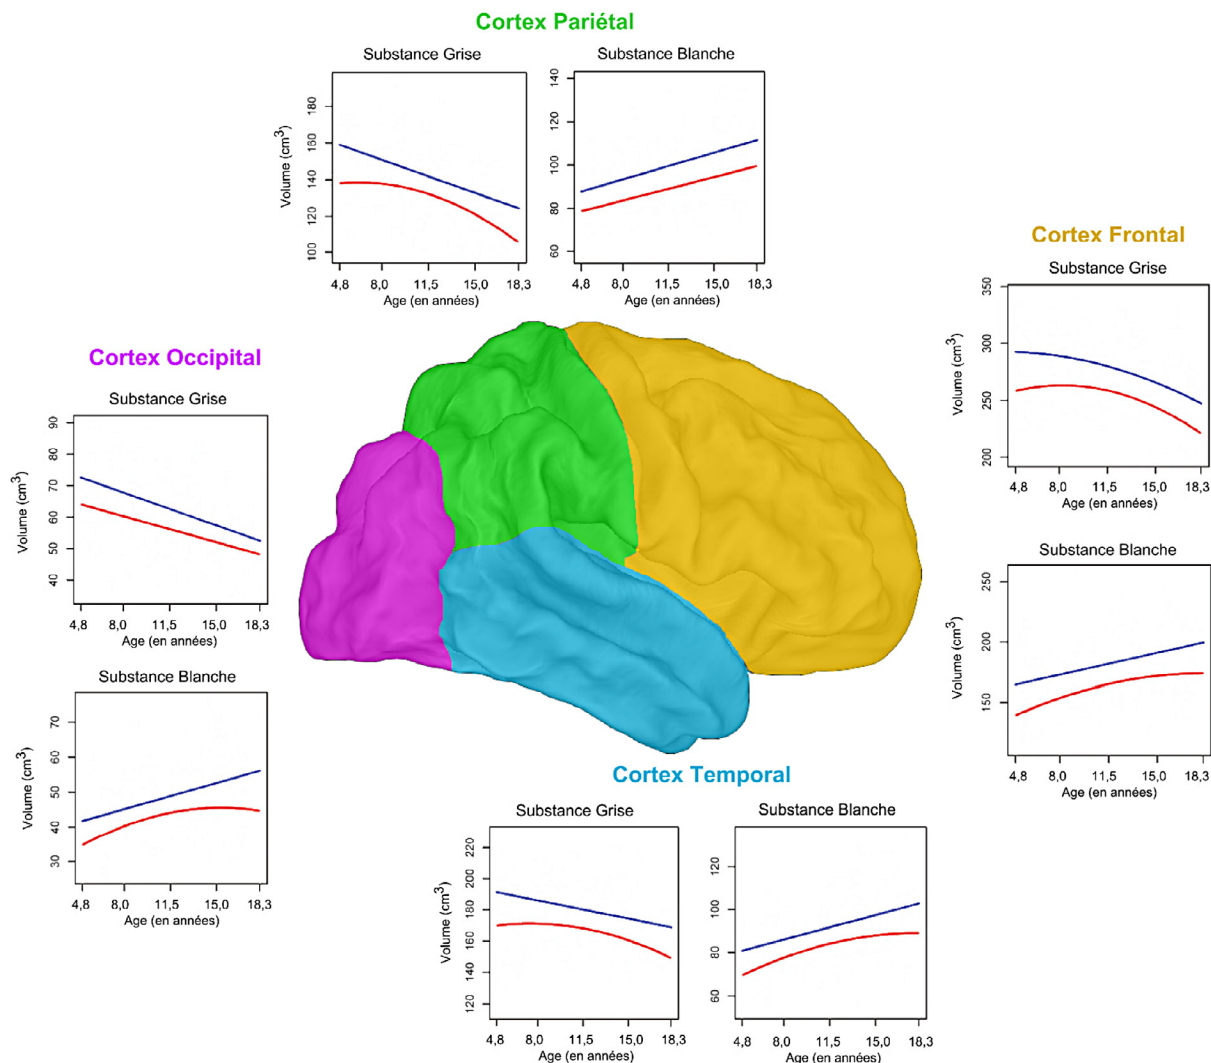 Cortex Pariétal
Substance Grise
Substance Blanche
Volume (cm3)
180
160
140
120
100
4,8 8,0 11,5 15,0 18,3
Age (en années)
Volume (cm3)
140
120
100
80
60
4,8 8,0 11,5 15,0 18,3
Age (en années)
Cortex Frontal
Substance Grise
Volume (cm3)
350
300
250
200
4,8 8,0 11,5 15,0 18,3
Age (en années)
Substance Blanche
Volume (cm3)
250
200
150
4,8 8,0 11,5 15,0 18,3
Age (en années)
Cortex Occipital
Substance Grise
Volume (cm3)
90
80
70
60
50
40
4,8 8,0 11,5 15,0 18,3
Age (en années)
Substance Blanche
Volume (cm3)
70
60
50
40
30
4,8 8,0 11,5 15,0 18,3
Age (en années)
Cortex Temporal
Substance Grise
Volume (cm3)
220
200
180
160
140
120
4,8 8,0 11,5 15,0 18,3
Age (en années)
Substance Blanche
Volume (cm3)
120
100
80
60
4,8 8,0 11,5 15,0 18,3
Age (en années)